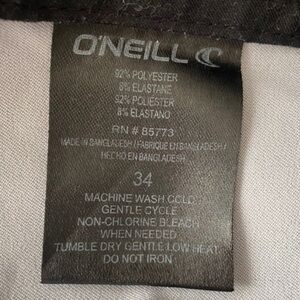 O'NEILL
92% POLYESTER
8% ELASTANE
92% POLIESTER
8% ELASTANO
RN # 85773
MADE IN BANGLADESH / FABRIQUÉ EN BANGLADESH /
HECHO EN BANGLADESH
34
MACHINE WASH COLD
GENTLE CYCLE
NON-CHLORINE BLEACH
WHEN NEEDED
TUMBLE DRY GENTLE LOW HEAT
DO NOT IRON